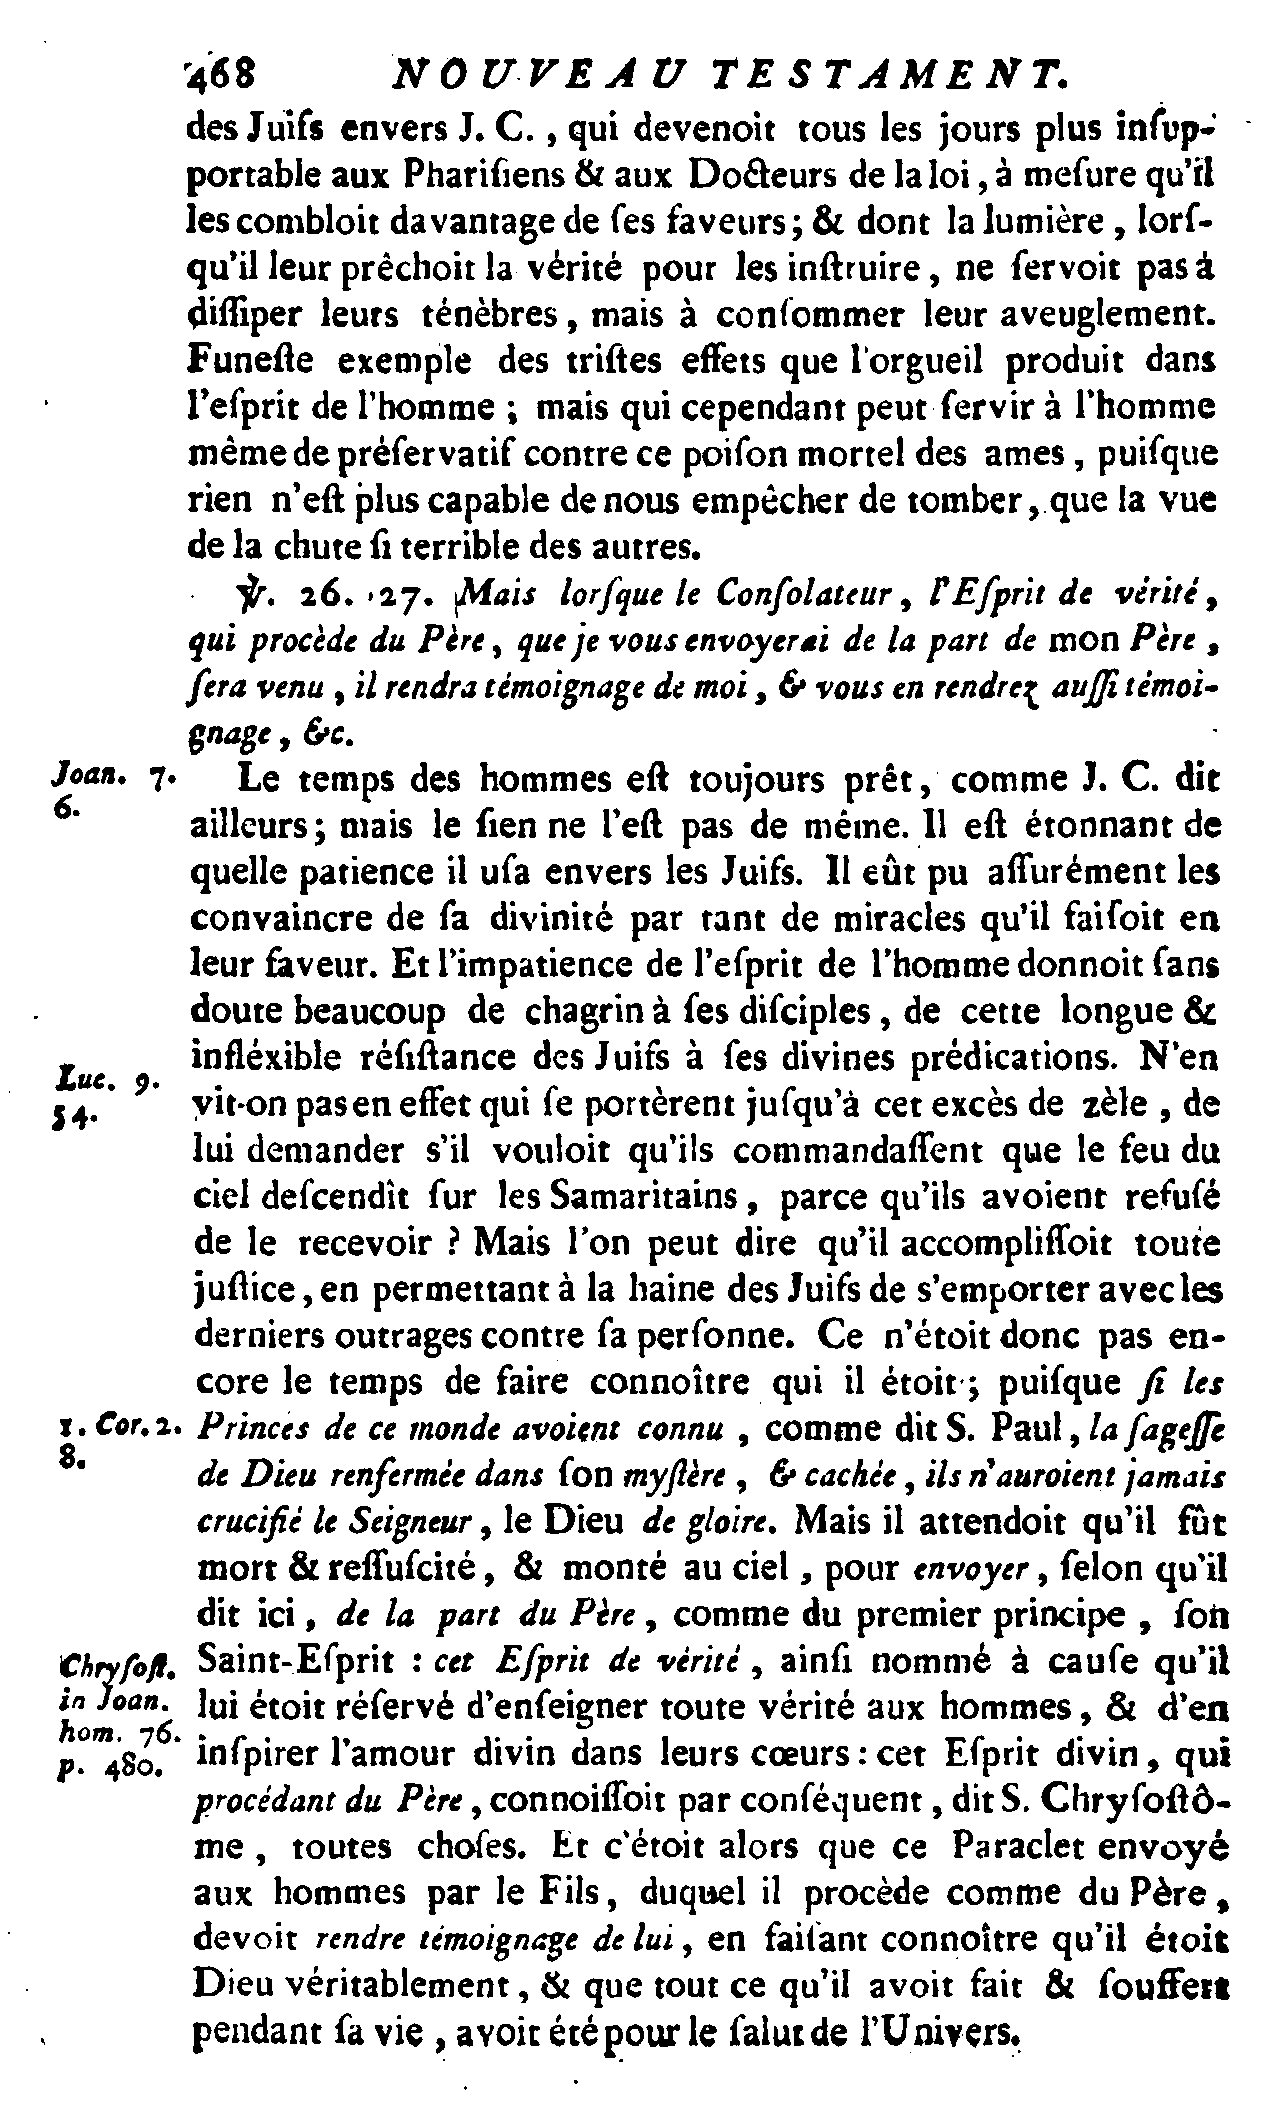 468 NOUVEAU TESTAMENT.
des Juifs envers J. C. , qui devenoit tous les jours plus inſup-
portable aux Phariſiens & aux Docteurs de la loi, à meſure qu'il
les combloit davantage de ſes faveurs; & dont la lumière, lorſ-
qu'il leur prêchoit la vérité pour les inſtruire, ne ſervoit pas à
diſſiper leurs ténèbres, mais à conſommer leur aveuglement.
Funeſte exemple des triſtes effets que l'orgueil produit dans
l'eſprit de l'homme ; mais qui cependant peut ſervir à l'homme
même de préſervatif contre ce poiſon mortel des ames, puiſque
rien n'eſt plus capable de nous empêcher de tomber, que la vue
de la chute ſi terrible des autres.
℣. 26. 27. Mais lorſque le Conſolateur, l'Eſprit de vérité,
qui procède du Père, que je vous envoyerai de la part de mon Père,
ſera venu, il rendra témoignage de moi, & vous en rendrez auſſi témoi-
gnage, &c.
Joan. 7.
6.
Le temps des hommes eſt toujours prêt, comme J. C. dit
ailleurs; mais le ſien ne l'eſt pas de même. Il eſt étonnant de
quelle patience il uſa envers les Juifs. Il eût pu aſſurément les
convaincre de ſa divinité par tant de miracles qu'il faiſoit en
leur faveur. Et l'impatience de l'eſprit de l'homme donnoit ſans
doute beaucoup de chagrin à ſes diſciples, de cette longue &
infléxible réſiſtance des Juifs à ſes divines prédications. N'en
Luc. 9.
54.
vit-on pas en effet qui ſe portèrent juſqu'à cet excès de zèle, de
lui demander s'il vouloit qu'ils commandaſſent que le feu du
ciel deſcendît ſur les Samaritains, parce qu'ils avoient refuſé
de le recevoir ? Mais l'on peut dire qu'il accompliſſoit toute
juſtice, en permettant à la haine des Juifs de s'emporter avec les
derniers outrages contre ſa perſonne. Ce n'étoit donc pas en-
core le temps de faire connoître qui il étoit ; puiſque ſi les
1. Cor. 2.
8.
Princes de ce monde avoient connu, comme dit S. Paul, la ſageſſe
de Dieu renfermée dans ſon myſtère, & cachée, ils n'auroient jamais
crucifié le Seigneur, le Dieu de gloire. Mais il attendoit qu'il fût
mort & reſſuſcité, & monté au ciel, pour envoyer, ſelon qu'il
dit ici, de la part du Père, comme du premier principe, ſon
Chryſoſt.
in Joan.
hom. 76.
p. 480.
Saint-Eſprit : cet Eſprit de vérité, ainſi nommé à cauſe qu'il
lui étoit réſervé d'enſeigner toute vérité aux hommes, & d'en
inſpirer l'amour divin dans leurs cœurs : cet Eſprit divin, qui
procédant du Père, connoiſſoit par conſéquent, dit S. Chryſoſtô-
me, toutes choſes. Et c'étoit alors que ce Paraclet envoyé
aux hommes par le Fils, duquel il procède comme du Père,
devoit rendre témoignage de lui, en faiſant connoître qu'il étoit
Dieu véritablement, & que tout ce qu'il avoit fait & ſouffert
pendant ſa vie, avoit été pour le ſalut de l'Univers.